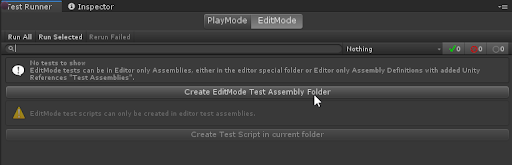 Test Runner Inspector
PlayMode EditMode
Run All Run Selected Rerun Failed
Nothing 0 0 0
No tests to show
EditMode tests can be in Editor only Assemblies, either in the editor special folder or Editor only Assembly Definitions with added Unity
References "Test Assemblies".
Create EditMode Test Assembly Folder
EditMode test scripts can only be created in editor test assemblies.
Create Test Script in current folder